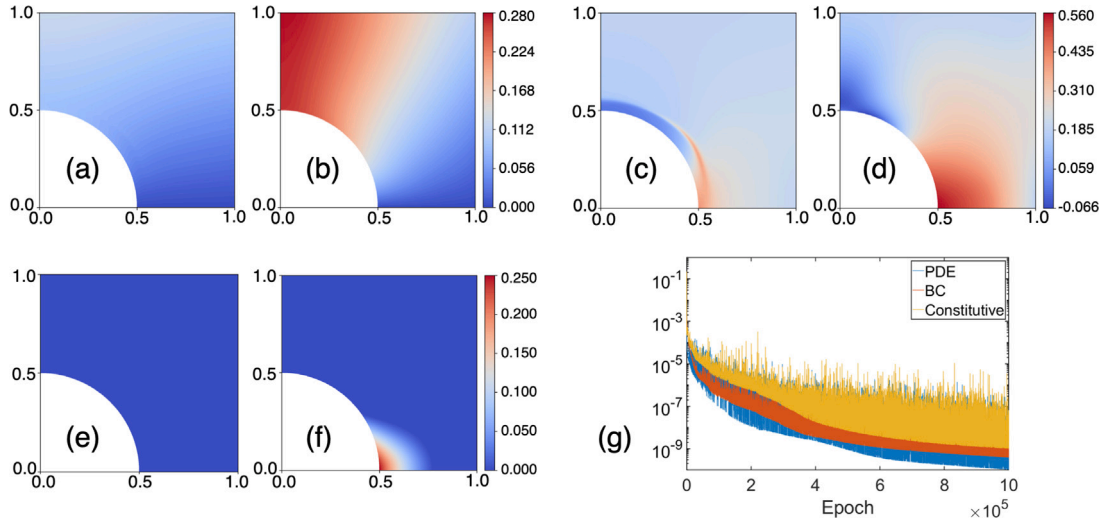 1.0
0.5
0.0
0.0 0.5 1.0
(a)
1.0
0.5
0.0
0.0 0.5 1.0
(b)
0.280
0.224
0.168
0.112
0.056
0.000
1.0
0.5
0.0
0.0 0.5 1.0
(c)
1.0
0.5
0.0
0.0 0.5 1.0
(d)
0.560
0.435
0.310
0.185
0.059
-0.066
1.0
0.5
0.0
0.0 0.5 1.0
(e)
1.0
0.5
0.0
0.0 0.5 1.0
(f)
0.250
0.200
0.150
0.100
0.050
0.000
(g)
10⁻¹
10⁻³
10⁻⁵
10⁻⁷
10⁻⁹
PDE
BC
Constitutive
0 2 4 6 8 10
Epoch
×10⁵